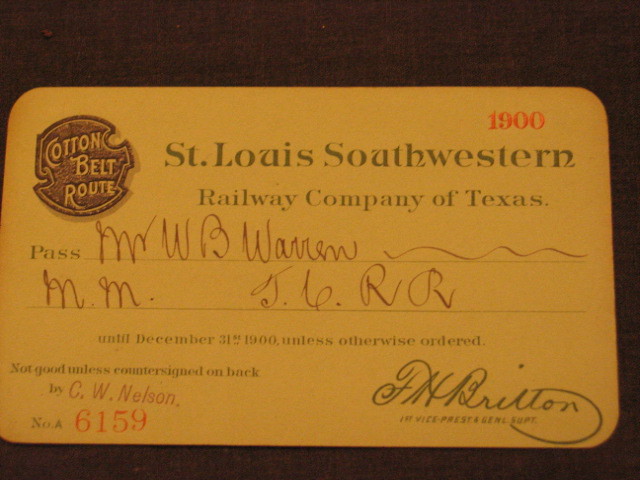 1900
COTTON
BELT
ROUTE
St. Louis Southwestern
Railway Company of Texas.
Pass Mr W B Warren
M. M. T. C. R R
until December 31st 1900, unless otherwise ordered.
Not good unless countersigned on back
by C. W. Nelson.
No. A 6159
F H Britton
1ST VICE-PREST & GENL. SUPT.